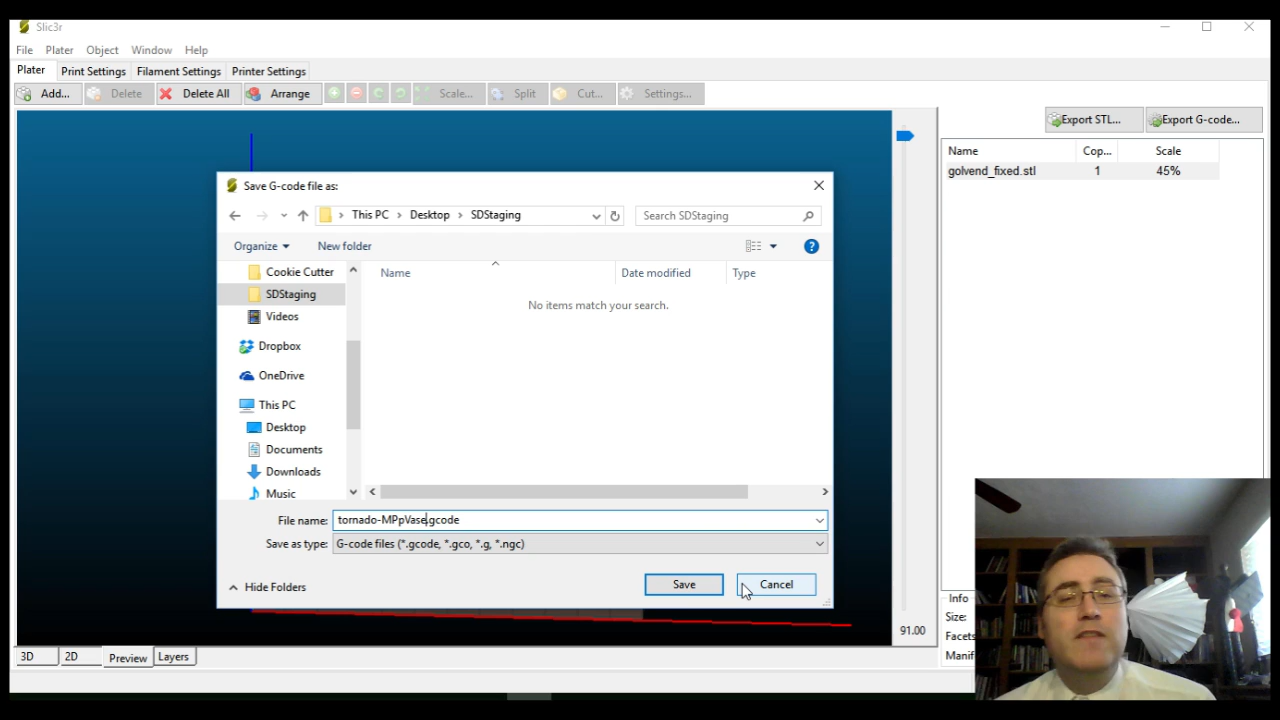 Slic3r
File Plater Object Window Help
Plater Print Settings Filament Settings Printer Settings
Add... Delete Delete All Arrange Scale... Split Cut... Settings...
Export STL... Export G-code...
Name Cop... Scale
golvend_fixed.stl 1 45%
Save G-code file as:
This PC > Desktop > SDStaging Search SDStaging
Organize New folder
Name Date modified Type
No items match your search.
Cookie Cutter
SDStaging
Videos
Dropbox
OneDrive
This PC
Desktop
Documents
Downloads
Music
File name: tornado-MPpVase.gcode
Save as type: G-code files (*.gcode, *.gco, *.g, *.ngc)
Hide Folders Save Cancel
Info
Size:
Facets
Manif
91.00
3D 2D Preview Layers